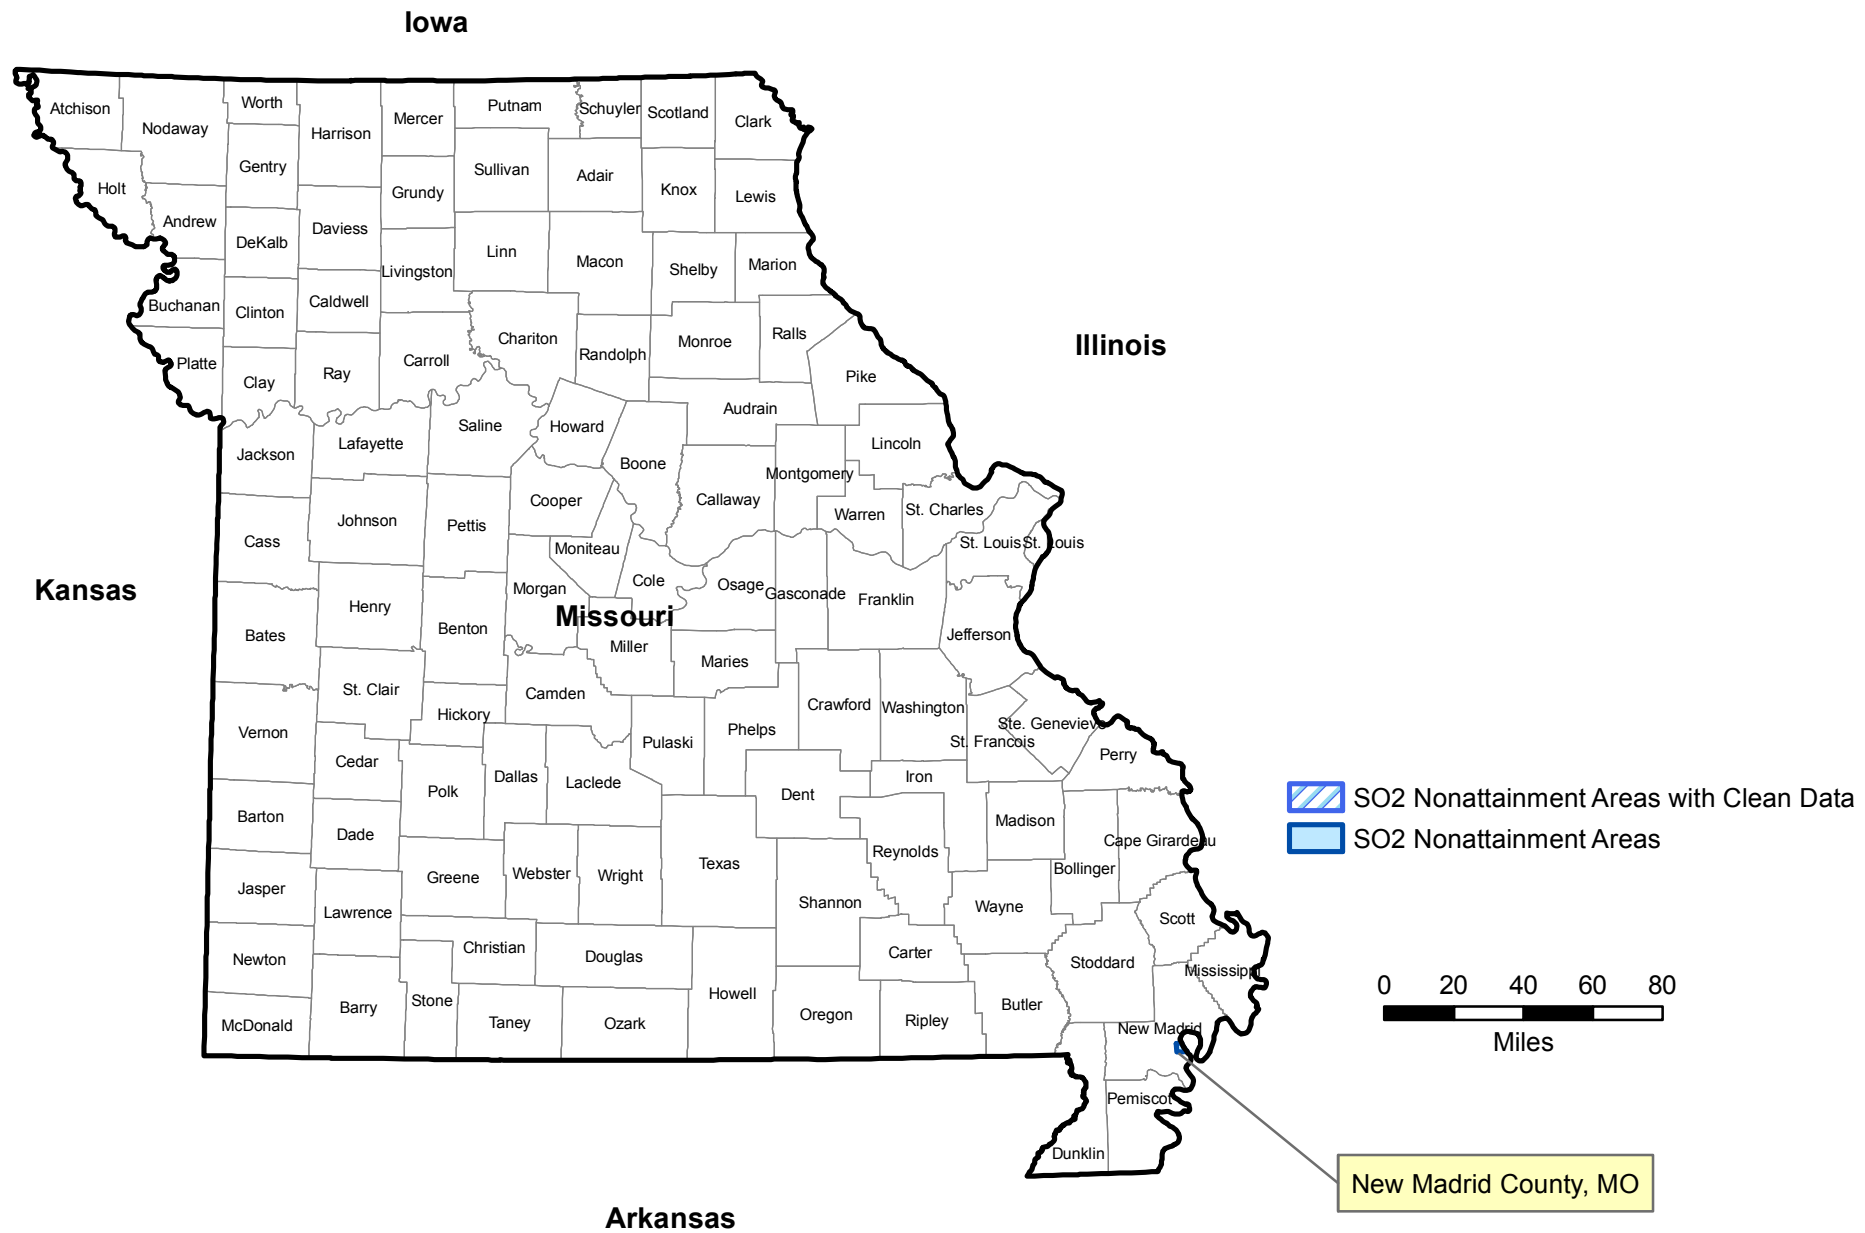 Iowa
Atchison
Nodaway
Worth
Harrison
Mercer
Putnam
Schuyler
Scotland
Clark
Holt
Gentry
Grundy
Sullivan
Adair
Knox
Lewis
Andrew
DeKalb
Daviess
Livingston
Linn
Macon
Shelby
Marion
Buchanan
Clinton
Caldwell
Chariton
Randolph
Monroe
Ralls
Illinois
Platte
Clay
Ray
Carroll
Pike
Audrain
Jackson
Lafayette
Saline
Howard
Boone
Lincoln
Montgomery
Callaway
Cooper
Warren
St. Charles
Cass
Johnson
Pettis
Moniteau
St. Louis
St. Louis
Kansas
Morgan
Cole
Osage
Gasconade
Franklin
Henry
Benton
Missouri
Bates
Miller
Jefferson
Maries
St. Clair
Camden
Hickory
Crawford
Washington
Ste. Genevieve
Vernon
Pulaski
Phelps
St. Francois
Perry
Cedar
Polk
Dallas
Laclede
Dent
Iron
SO2 Nonattainment Areas with Clean Data
Barton
Dade
Madison
Cape Girardeau
SO2 Nonattainment Areas
Jasper
Greene
Webster
Wright
Texas
Reynolds
Bollinger
Lawrence
Shannon
Wayne
Scott
Newton
Christian
Douglas
Carter
Stoddard
Mississippi
0 20 40 60 80
Miles
McDonald
Barry
Stone
Taney
Ozark
Howell
Oregon
Ripley
Butler
New Madrid
Pemiscot
Dunklin
New Madrid County, MO
Arkansas